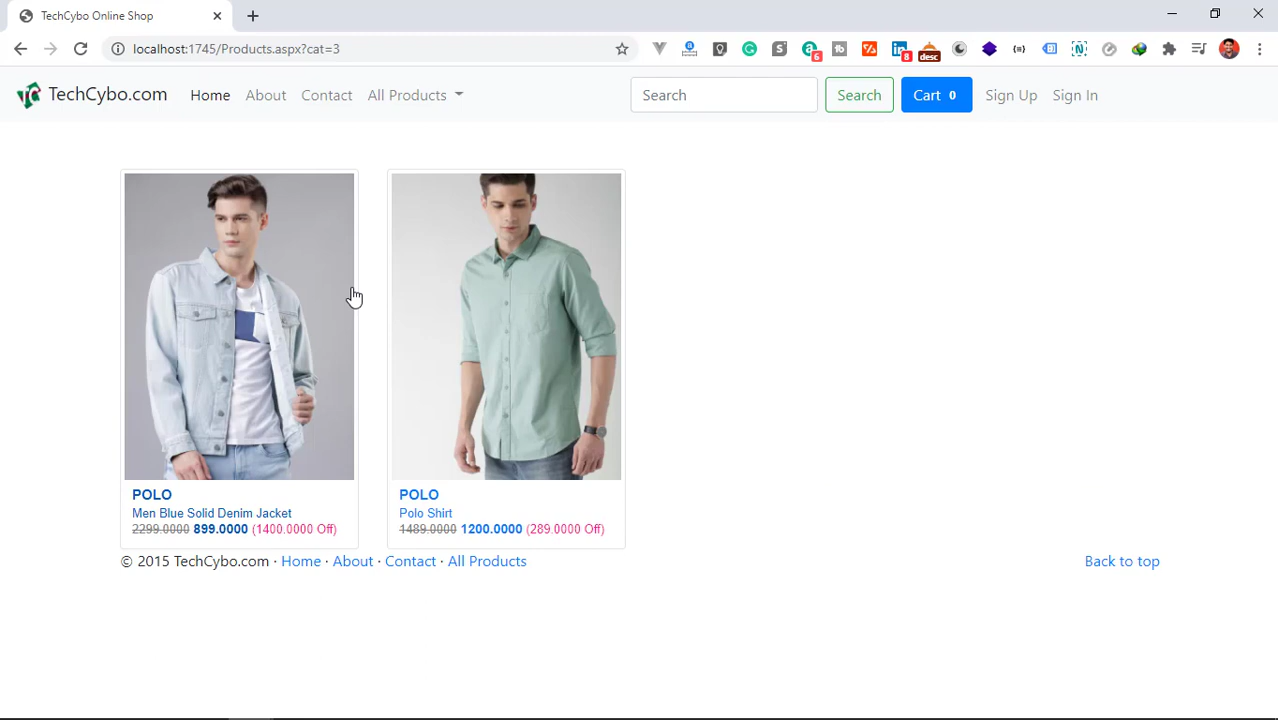 TechCybo Online Shop
localhost:1745/Products.aspx?cat=3
6
8
desc
TechCybo.com Home About Contact All Products Search Search Cart 0 Sign Up Sign In
POLO
Men Blue Solid Denim Jacket
2299.0000 899.0000 (1400.0000 Off)
POLO
Polo Shirt
1489.0000 1200.0000 (289.0000 Off)
© 2015 TechCybo.com · Home · About · Contact · All Products Back to top